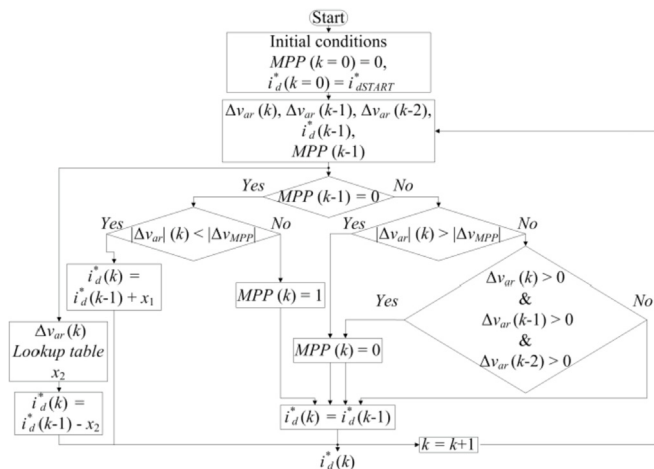 Start
Initial conditions
MPP (k = 0) = 0,
i*d(k=0) = i*dSTART
Δvar(k), Δvar(k-1), Δvar(k-2),
i*d(k-1),
MPP (k-1)
Yes
MPP (k-1) = 0
No
Yes
|Δvar| (k) < |ΔvMPP|
No
Yes
|Δvar| (k) > |ΔvMPP|
No
i*d(k) =
i*d(k-1) + x1
MPP (k) = 1
Yes
Δvar(k) > 0
&
Δvar(k-1) > 0
&
Δvar(k-2) > 0
No
Δvar(k)
Lookup table
x2
MPP (k) = 0
i*d(k) =
i*d(k-1) - x2
i*d(k) = i*d(k-1)
k = k+1
i*d(k)